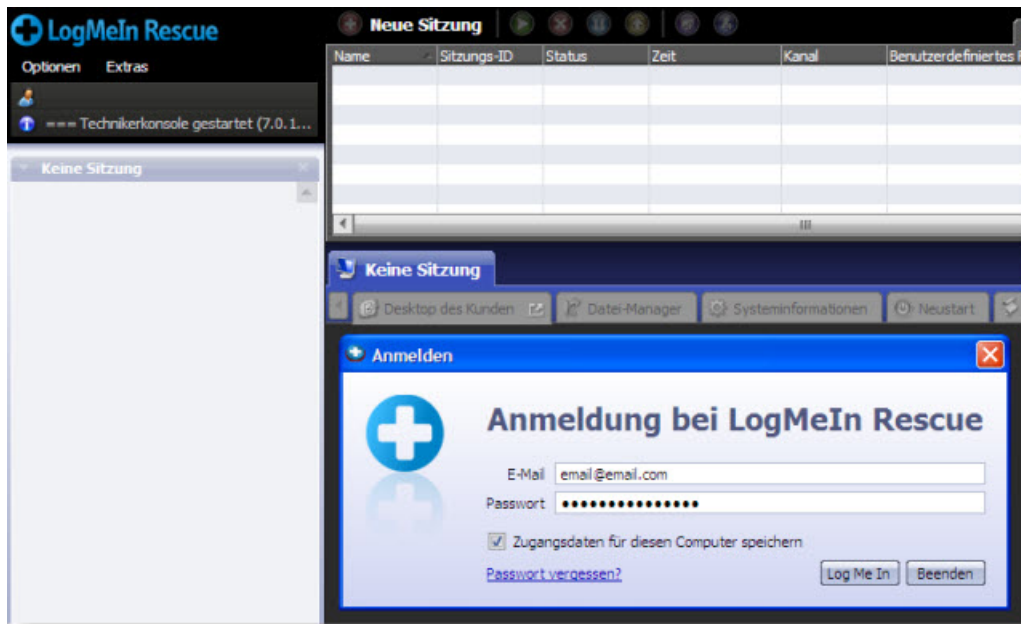 LogMeIn Rescue
Optionen Extras
=== Technikerkonsole gestartet (7.0.1...
Keine Sitzung
Neue Sitzung
Name Sitzungs-ID Status Zeit Kanal Benutzerdefiniertes
Keine Sitzung
Desktop des Kunden Datei-Manager Systeminformationen Neustart
Anmelden
Anmeldung bei LogMeIn Rescue
E-Mail email@email.com
Passwort •••••••••••••••
Zugangsdaten für diesen Computer speichern
Passwort vergessen? Log Me In Beenden